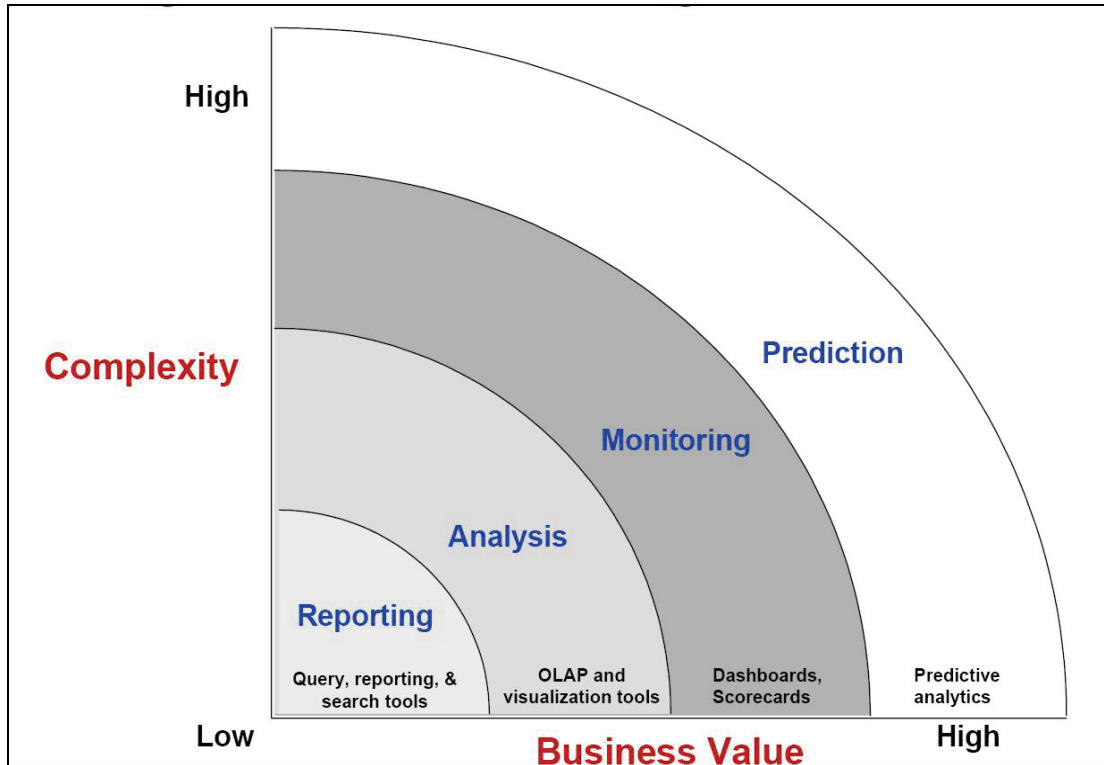 High
Complexity
Prediction
Monitoring
Analysis
Reporting
Query, reporting, &
search tools
OLAP and
visualization tools
Dashboards,
Scorecards
Predictive
analytics
Low
Business Value
High